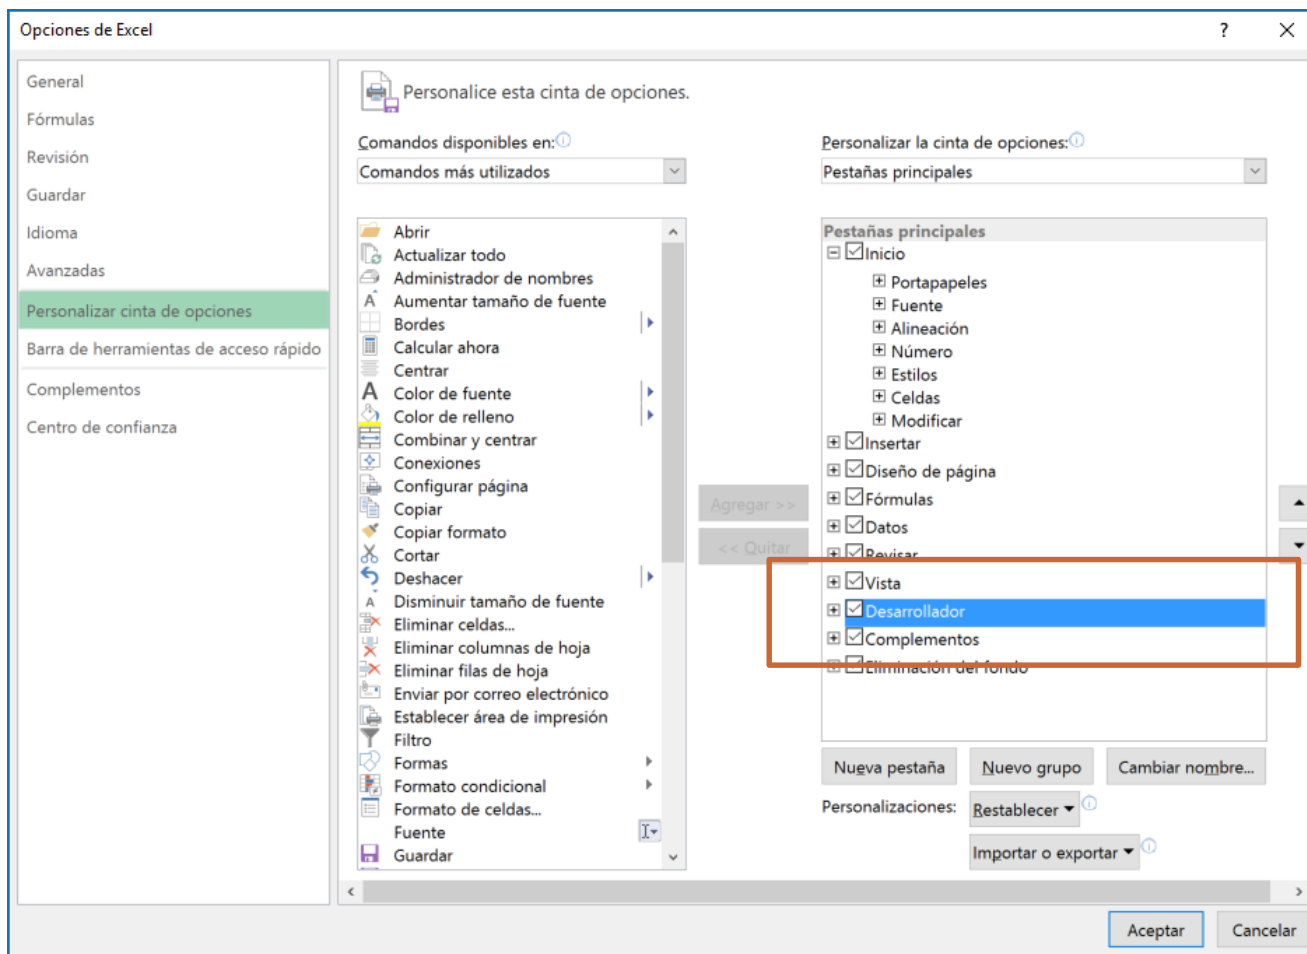 Opciones de Excel
?
General
Fórmulas
Revisión
Guardar
Idioma
Avanzadas
Personalizar cinta de opciones
Barra de herramientas de acceso rápido
Complementos
Centro de confianza
Personalice esta cinta de opciones.
Comandos disponibles en:
Comandos más utilizados
Abrir
Actualizar todo
Administrador de nombres
Aumentar tamaño de fuente
Bordes
Calcular ahora
Centrar
Color de fuente
Color de relleno
Combinar y centrar
Conexiones
Configurar página
Copiar
Copiar formato
Cortar
Deshacer
Disminuir tamaño de fuente
Eliminar celdas...
Eliminar columnas de hoja
Eliminar filas de hoja
Enviar por correo electrónico
Establecer área de impresión
Filtro
Formas
Formato condicional
Formato de celdas...
Fuente
Guardar
Agregar >>
<< Quitar
Personalizar la cinta de opciones:
Pestañas principales
Pestañas principales
Inicio
Portapapeles
Fuente
Alineación
Número
Estilos
Celdas
Modificar
Insertar
Diseño de página
Fórmulas
Datos
Revisar
Vista
Desarrollador
Complementos
Eliminación del fondo
Nueva pestaña
Nuevo grupo
Cambiar nombre...
Personalizaciones:
Restablecer
Importar o exportar
Aceptar
Cancelar